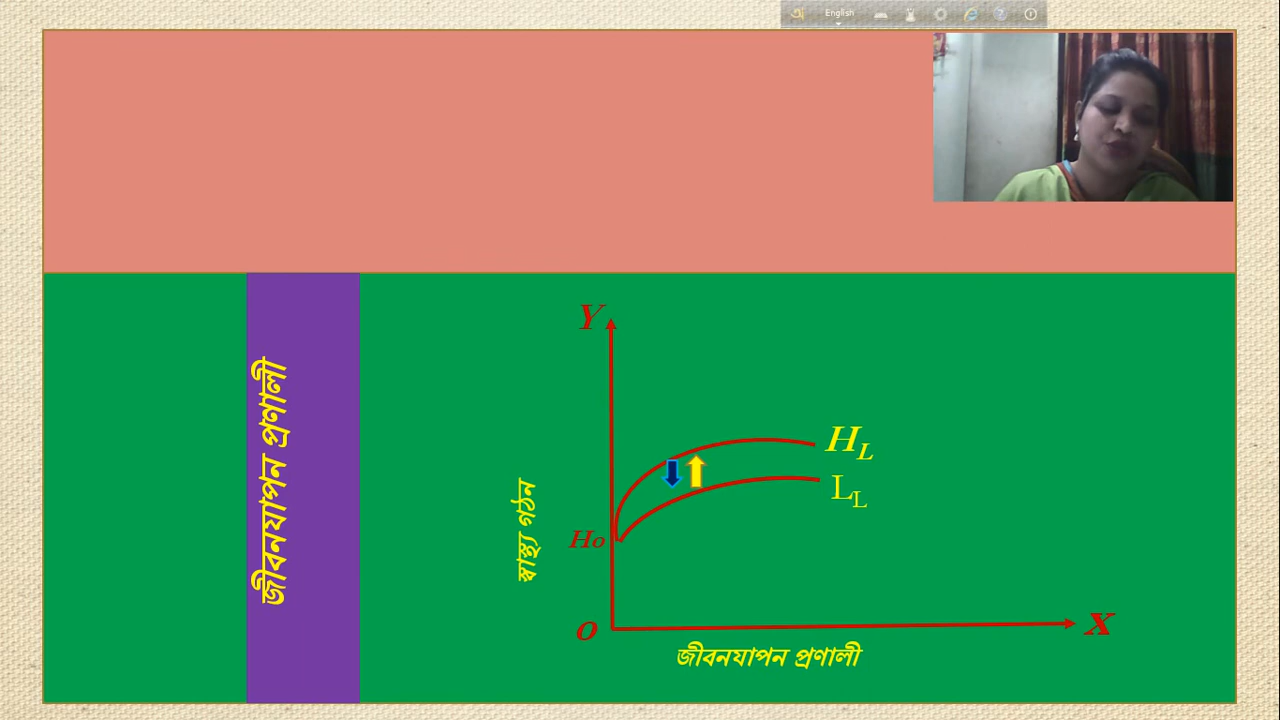 অ English
জীবনযাপন প্রণালী
Y
H_L
L_L
স্বাস্থ্য গঠন
Ho
O
X
জীবনযাপন প্রণালী